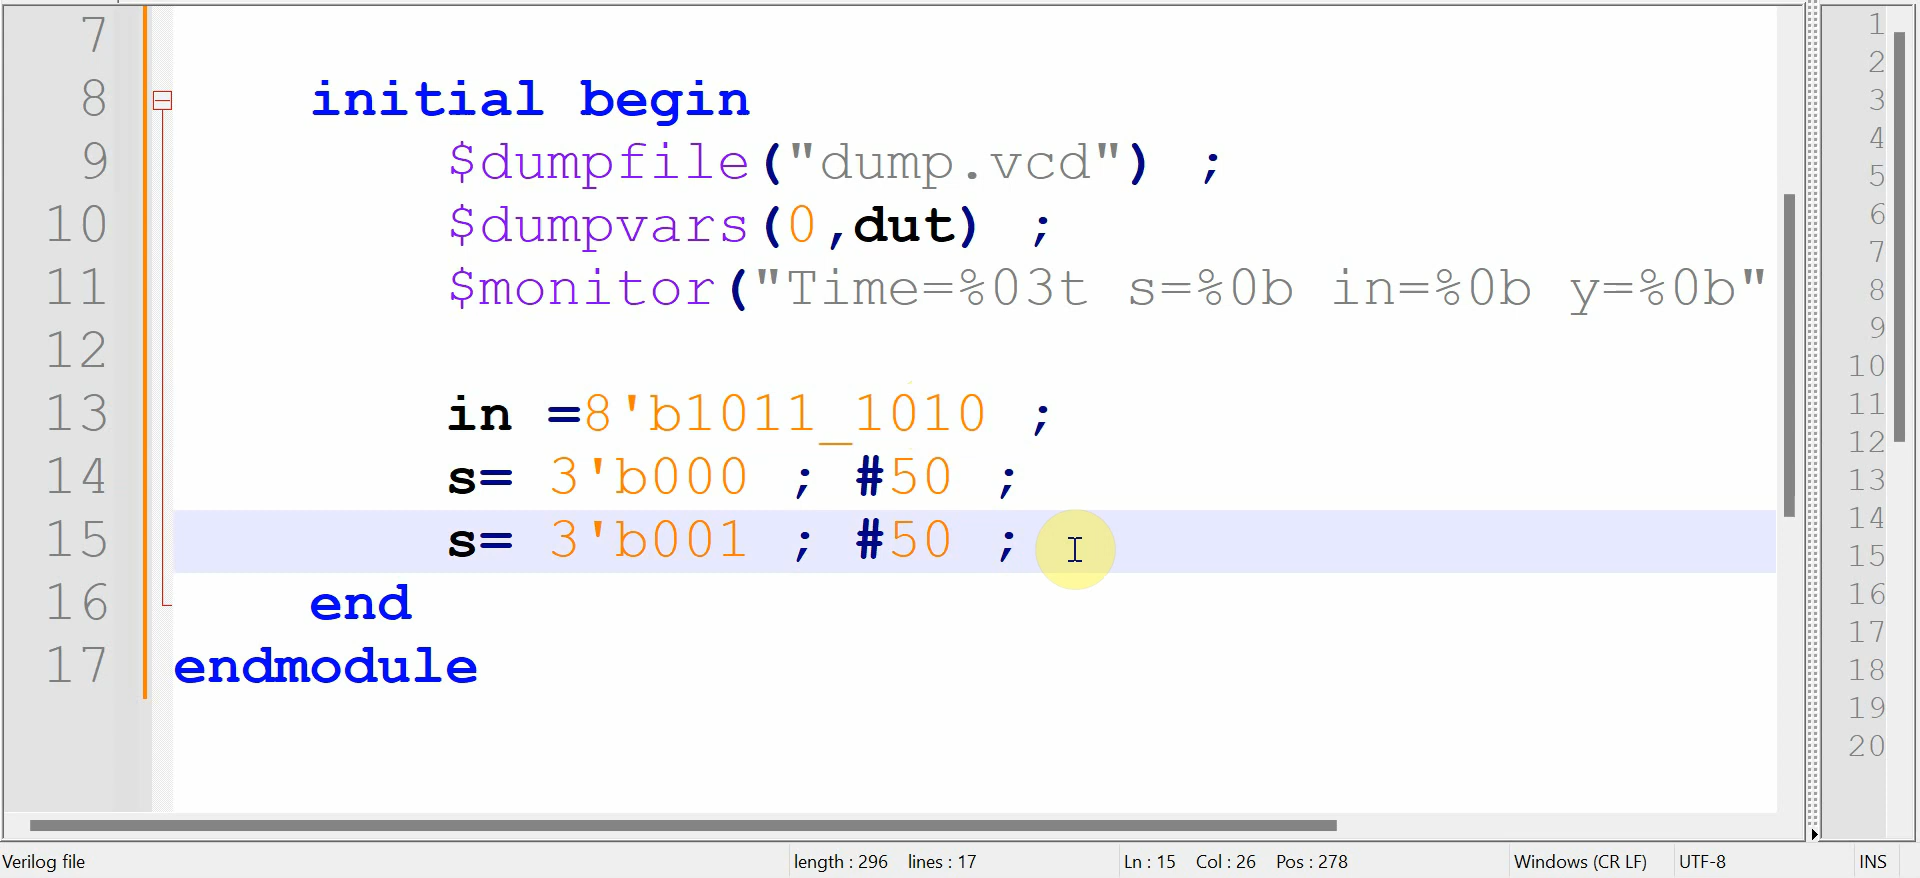 7
8 initial begin
9 $dumpfile("dump.vcd") ;
10 $dumpvars(0,dut) ;
11 $monitor("Time=%03t s=%0b in=%0b y=%0b"
12
13 in =8'b1011_1010 ;
14 s= 3'b000 ; #50 ;
15 s= 3'b001 ; #50 ;
16 end
17 endmodule
1
2
3
4
5
6
7
8
9
10
11
12
13
14
15
16
17
18
19
20
Verilog file length : 296 lines : 17 Ln : 15 Col : 26 Pos : 278 Windows (CR LF) UTF-8 INS